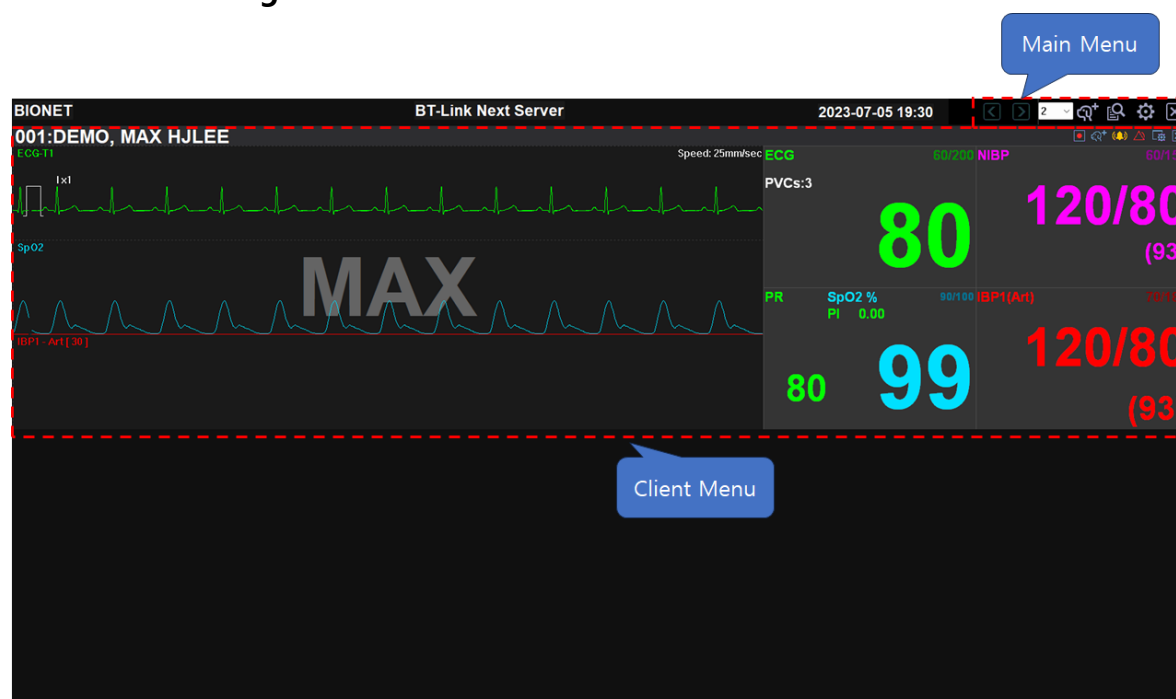 Main Menu
BIONET BT-Link Next Server 2023-07-05 19:30 2
001:DEMO, MAX HJLEE
ECG-T1 Speed: 25mm/sec ECG 60/200 NIBP
1x1 PVCs:3
80 120/80
(93
SpO2
MAX
PR SpO2 % 90/100 IBP1(Art)
PI 0.00
IBP1 - Art [ 30 ]
80 99 120/80
(93
Client Menu